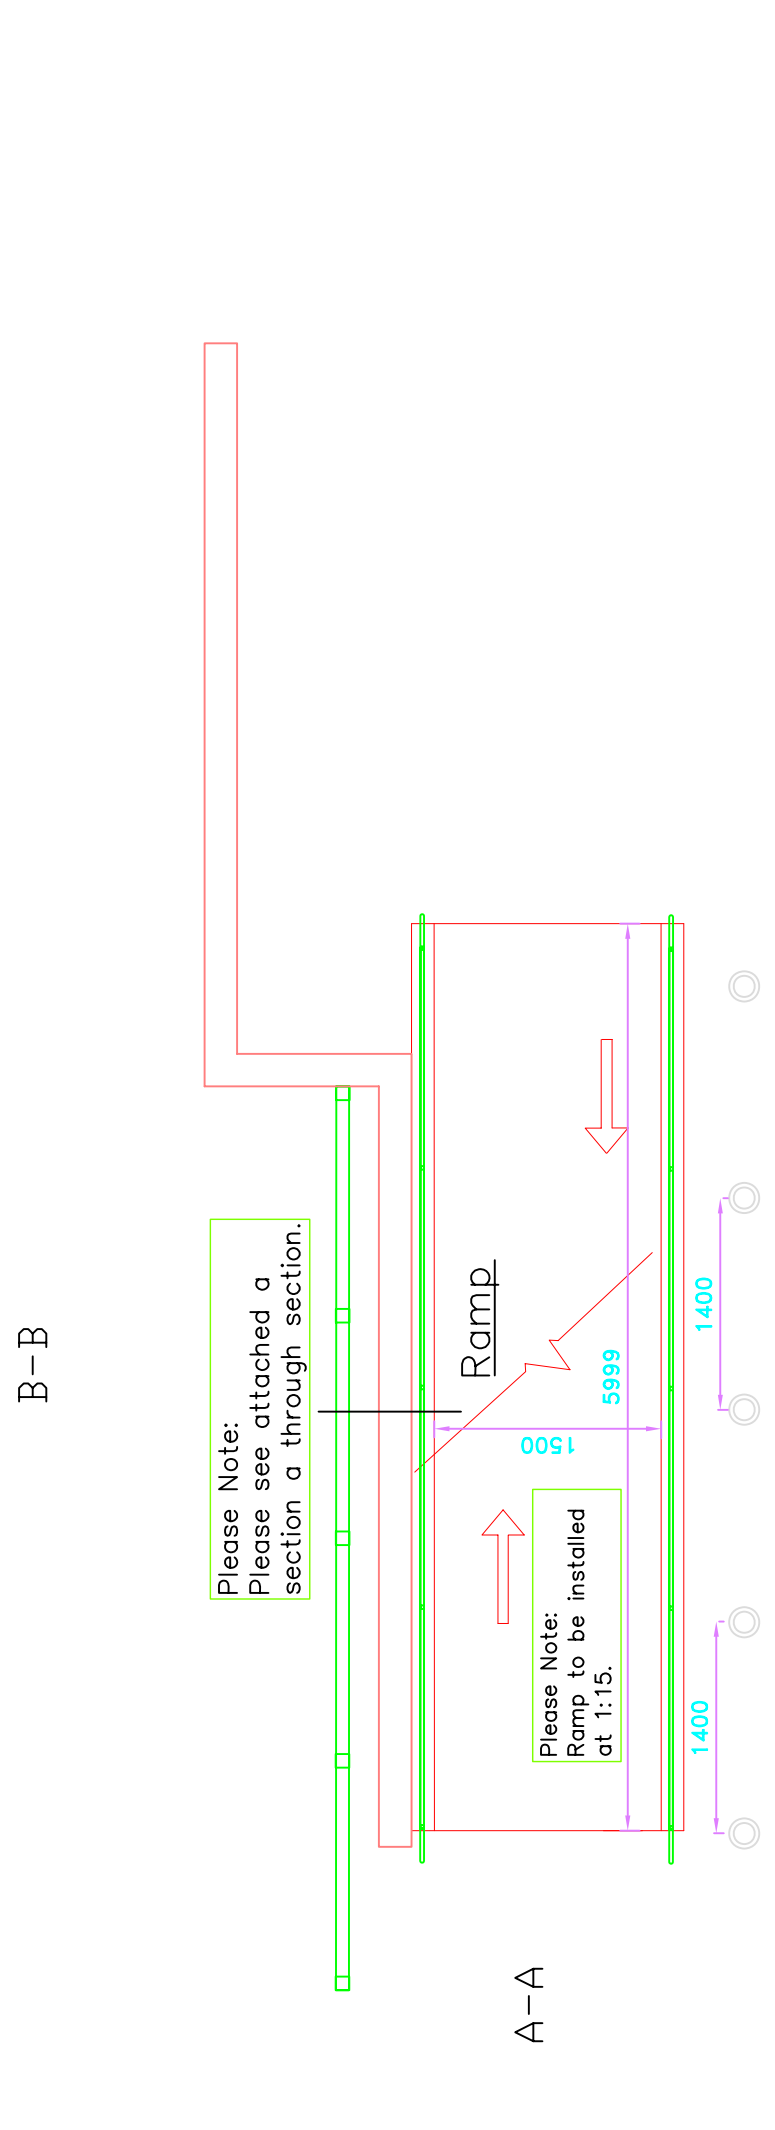 B-B
Please Note:
Please see attached a
section a through section.
Ramp
1500
5999
1400
1400
Please Note:
Ramp to be installed
at 1:15.
A-A